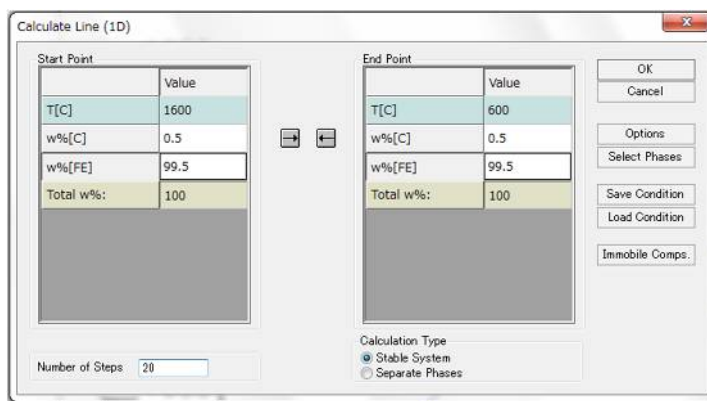 Calculate Line (1D)
Start Point
Value
T[C] 1600
w%[C] 0.5
w%[FE] 99.5
Total w%: 100
Number of Steps 20
End Point
Value
T[C] 600
w%[C] 0.5
w%[FE] 99.5
Total w%: 100
Calculation Type
Stable System
Separate Phases
OK
Cancel
Options
Select Phases
Save Condition
Load Condition
Immobile Comps.